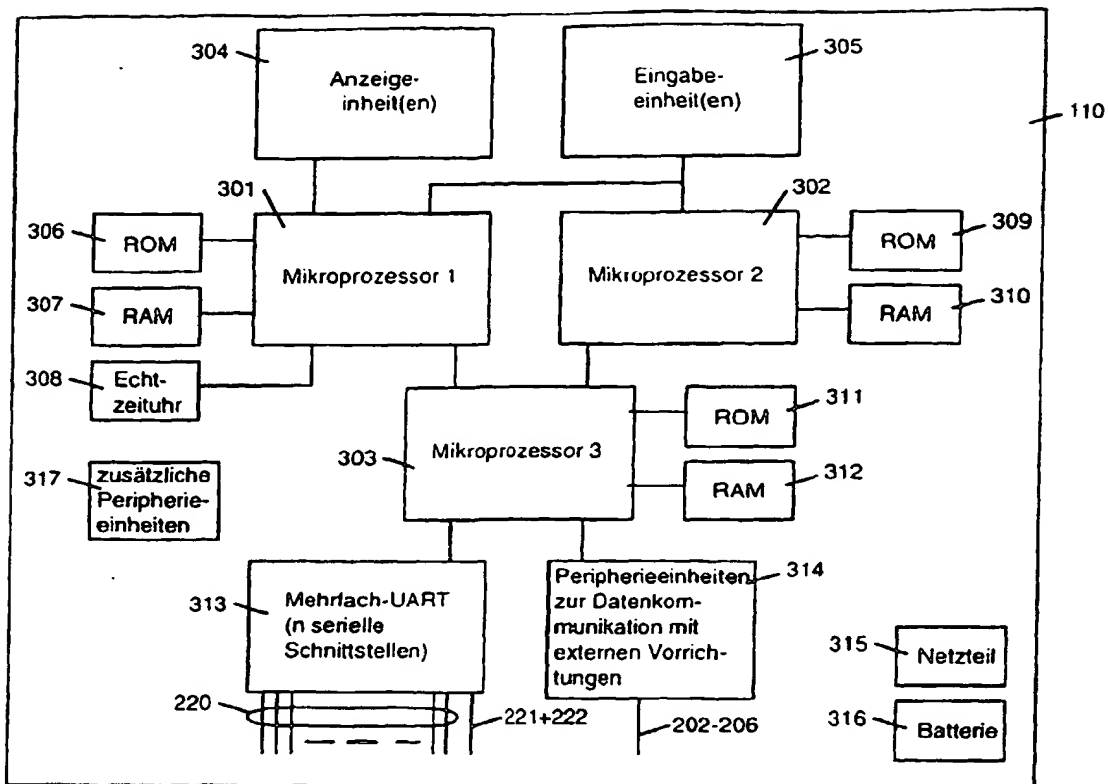 304
Anzeige-
einheit(en)
Eingabe-
einheit(en)
305
110
301
302
306
ROM
Mikroprozessor 1
Mikroprozessor 2
ROM
309
307
RAM
RAM
310
308
Echt-
zeituhr
303
Mikroprozessor 3
ROM
311
RAM
312
317
zusätzliche
Peripherie-
einheiten
313
Mehrfach-UART
(n serielle
Schnittstellen)
Peripherieeinheiten
zur Datenkom-
munikation mit
externen Vorrich-
tungen
314
315
Netzteil
316
Batterie
220
221+222
202-206